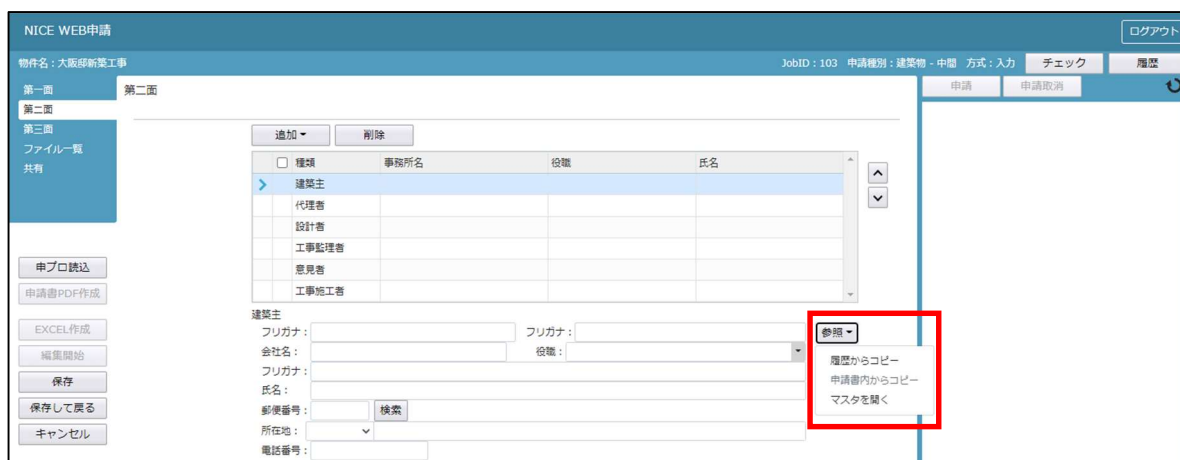 NICE WEB申請
ログアウト
物件名：大阪邸新築工事
JobID：103 申請種別：建築物 - 中間 方式：入力 チェック 履歴
第一面
第二面
第三面
ファイル一覧
共有
第二面
申請 申請取消
追加 削除
種類 事務所名 役職 氏名
建築主
代理者
設計者
工事監理者
意見者
工事施工者
申プロ読込
申請書PDF作成
EXCEL作成
編集開始
保存
保存して戻る
キャンセル
建築主
フリガナ： フリガナ： 参照
会社名： 役職：
フリガナ：
氏名：
郵便番号： 検索
所在地：
電話番号：
履歴からコピー
申請書内からコピー
マスタを開く